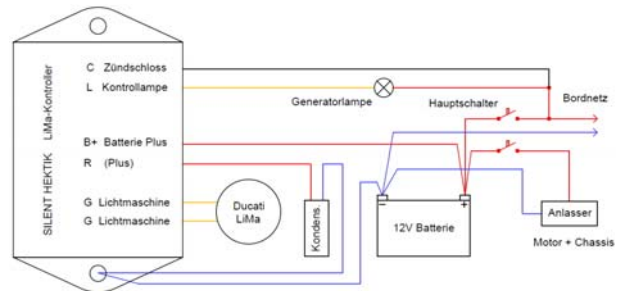 SILENT HEKTIK LiMa-Kontroller
C Zündschloss
L Kontrollampe
B+ Batterie Plus
R (Plus)
G Lichtmaschine
G Lichtmaschine
Ducati
LiMa
Kondens
Generatorlampe
Hauptschalter
Bordnetz
− +
12V Batterie
Anlasser
Motor + Chassis